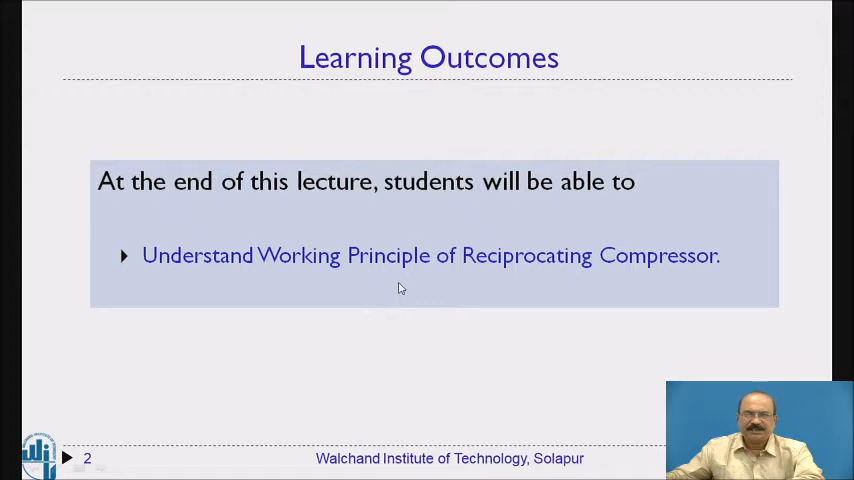 Learning Outcomes
At the end of this lecture, students will be able to
Understand Working Principle of Reciprocating Compressor.
2
Walchand Institute of Technology, Solapur